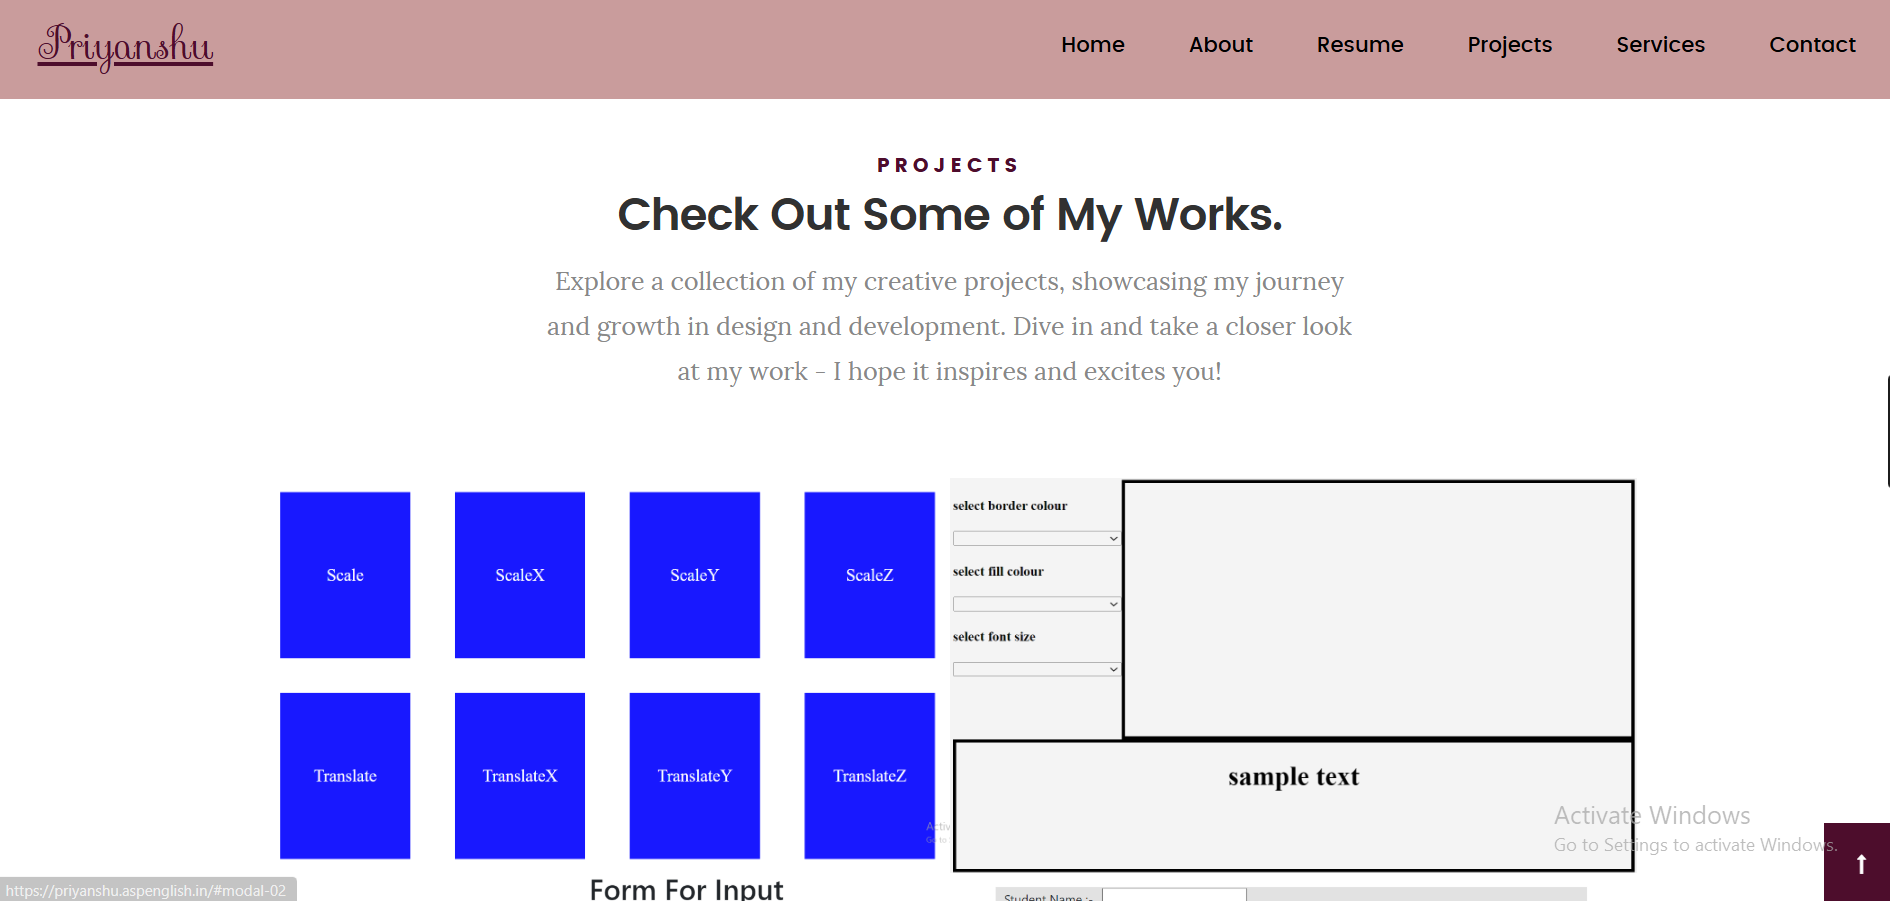 Priyanshu
Home About Resume Projects Services Contact
PROJECTS
Check Out Some of My Works.
Explore a collection of my creative projects, showcasing my journey
and growth in design and development. Dive in and take a closer look
at my work - I hope it inspires and excites you!
Scale ScaleX ScaleY ScaleZ
Translate TranslateX TranslateY TranslateZ
select border colour
select fill colour
select font size
sample text
Activate Windows
Go to Settings to activate Windows.
Form For Input
Student Name :-
https://priyanshu.aspenglish.in/#modal-02